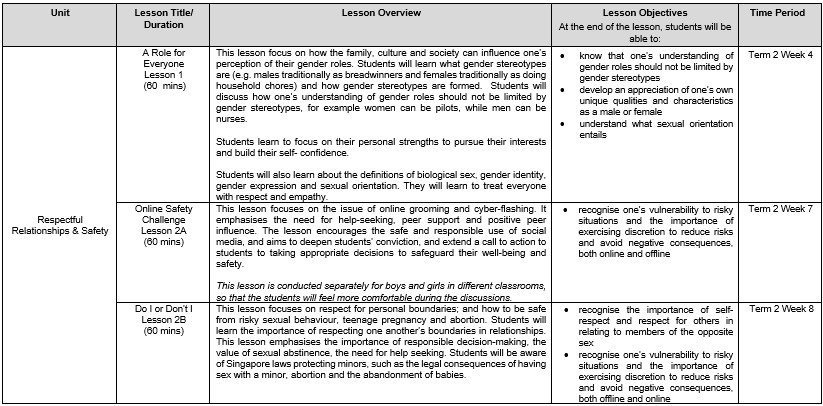 Unit
Lesson Title/
Duration
Lesson Overview
Lesson Objectives
At the end of the lesson, students will be
able to:
Time Period
Respectful
Relationships & Safety
A Role for
Everyone
Lesson 1
(60 mins)
This lesson focus on how the family, culture and society can influence one's
perception of their gender roles. Students will learn what gender stereotypes
are (e.g. males traditionally as breadwinners and females traditionally as doing
household chores) and how gender stereotypes are formed. Students will
discuss how one's understanding of gender roles should not be limited by
gender stereotypes, for example women can be pilots, while men can be
nurses.
Students learn to focus on their personal strengths to pursue their interests
and build their self- confidence.
Students will also learn about the definitions of biological sex, gender identity,
gender expression and sexual orientation. They will learn to treat everyone
with respect and empathy.
• know that one's understanding of
gender roles should not be limited by
gender stereotypes
• develop an appreciation of one's own
unique qualities and characteristics
as a male or female
• understand what sexual orientation
entails
Term 2 Week 4
Online Safety
Challenge
Lesson 2A
(60 mins)
This lesson focuses on the issue of online grooming and cyber-flashing. It
emphasises the need for help-seeking, peer support and positive peer
influence. The lesson encourages the safe and responsible use of social
media, and aims to deepen students' conviction, and extend a call to action to
students to taking appropriate decisions to safeguard their well-being and
safety.
This lesson is conducted separately for boys and girls in different classrooms,
so that the students will feel more comfortable during the discussions.
• recognise one's vulnerability to risky
situations and the importance of
exercising discretion to reduce risks
and avoid negative consequences,
both online and offline
Term 2 Week 7
Do I or Don't I
Lesson 2B
(60 mins)
This lesson focuses on respect for personal boundaries; and how to be safe
from risky sexual behaviour, teenage pregnancy and abortion. Students will
learn the importance of respecting one another's boundaries in relationships.
This lesson emphasises the importance of responsible decision-making, the
value of sexual abstinence, the need for help seeking. Students will be aware
of Singapore laws protecting minors, such as the legal consequences of having
sex with a minor, abortion and the abandonment of babies.
• recognise the importance of self-
respect and respect for others in
relating to members of the opposite
sex
• recognise one's vulnerability to risky
situations and the importance of
exercising discretion to reduce risks
and avoid negative consequences,
both offline and online
Term 2 Week 8